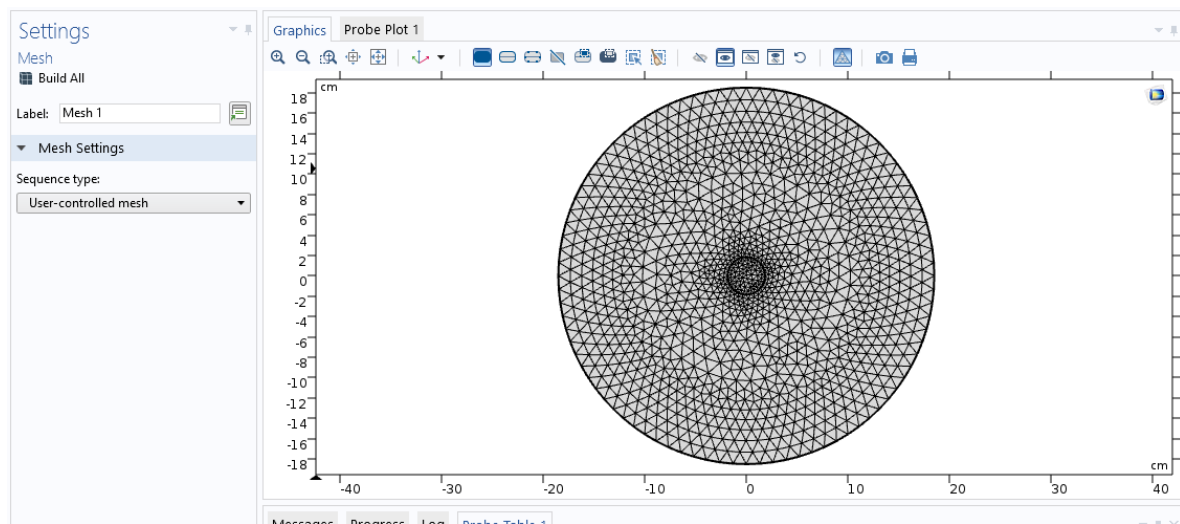 Settings
Mesh
Build All
Label: Mesh 1
Mesh Settings
Sequence type:
User-controlled mesh
Graphics Probe Plot 1
cm
18
16
14
12
10
8
6
4
2
0
-2
-4
-6
-8
-10
-12
-14
-16
-18
cm
-40 -30 -20 -10 0 10 20 30 40
Messages Progress Log Probe Table 1